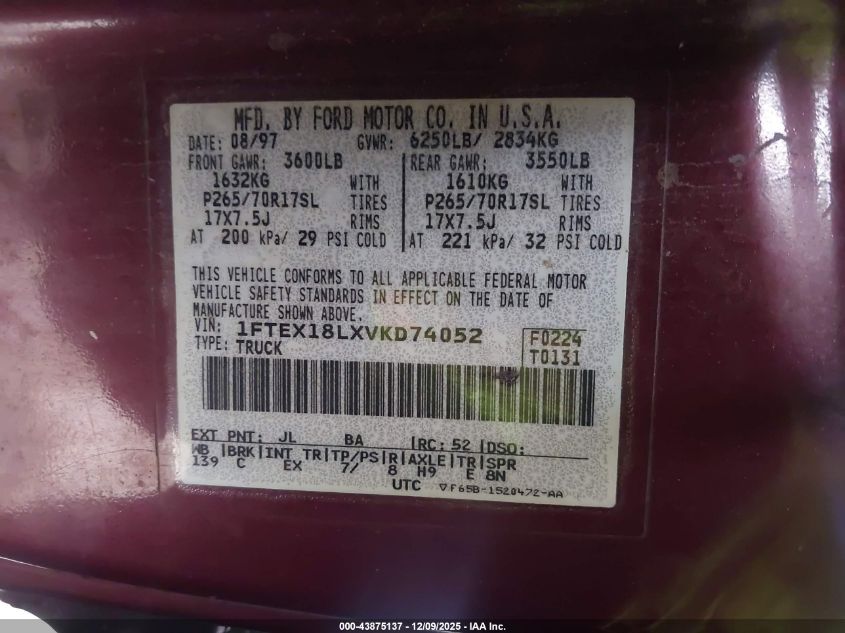 MFD. BY FORD MOTOR CO. IN U.S.A.
DATE: 08/97 GVWR: 6250LB/ 2834KG
FRONT GAWR: 3600LB REAR GAWR: 3550LB
1632KG WITH 1610KG WITH
P265/70R17SL TIRES P265/70R17SL TIRES
17X7.5J RIMS 17X7.5J RIMS
AT 200 kPa/ 29 PSI COLD AT 221 kPa/ 32 PSI COLD
THIS VEHICLE CONFORMS TO ALL APPLICABLE FEDERAL MOTOR
VEHICLE SAFETY STANDARDS IN EFFECT ON THE DATE OF
MANUFACTURE SHOWN ABOVE.
VIN: 1FTEX18LXVKD74052 F0224
TYPE: TRUCK T0131
EXT PNT: JL BA RC: 52 DSO:
WB BRK INT TR TP/PS R AXLE TR SPR
139 C EX 7/ 8 H9 E 8N
UTC ▽F65B-1520472-AA
000-43875137 - 12/09/2025 - IAA Inc.